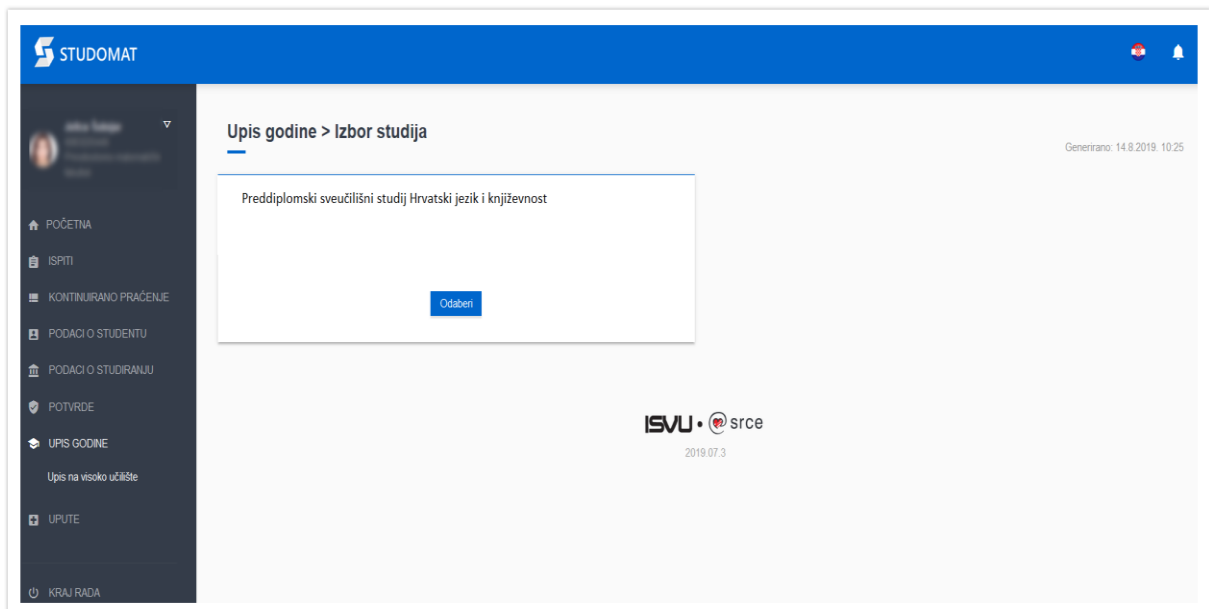 STUDOMAT
Upis godine > Izbor studija
Generirano: 14.8.2019. 10:25
Preddiplomski sveučilišni studij Hrvatski jezik i književnost
Odaberi
POČETNA
ISPITI
KONTINUIRANO PRAĆENJE
PODACI O STUDENTU
PODACI O STUDIRANJU
POTVRDE
UPIS GODINE
Upis na visoko učilište
UPUTE
KRAJ RADA
ISVU • srce
2019.07.3